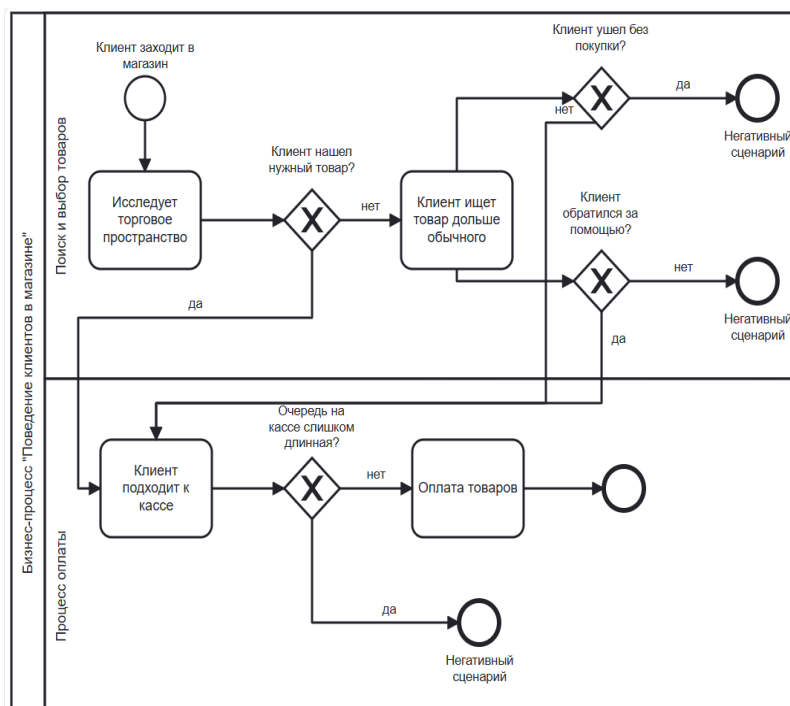 Бизнес-процесс "Поведение клиентов в магазине"
Поиск и выбор товаров
Клиент заходит в
магазин
Исследует
торговое
пространство
Клиент нашел
нужный товар?
нет
да
Клиент ищет
товар дольше
обычного
Клиент ушел без
покупки?
да
нет
Негативный
сценарий
Клиент
обратился за
помощью?
нет
да
Негативный
сценарий
Процесс оплаты
Клиент
подходит к
кассе
Очередь на
кассе слишком
длинная?
нет
да
Оплата товаров
Негативный
сценарий